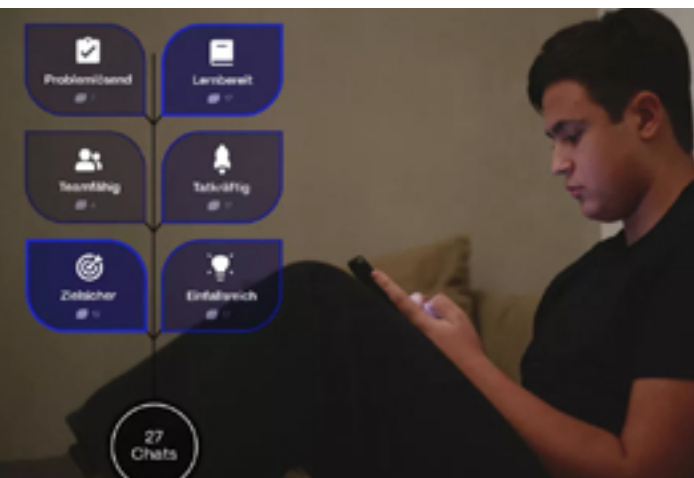 Problemlösend
Lernbereit
Teamfähig
Tatkräftig
Zielsicher
Einfallsreich
27
Chats